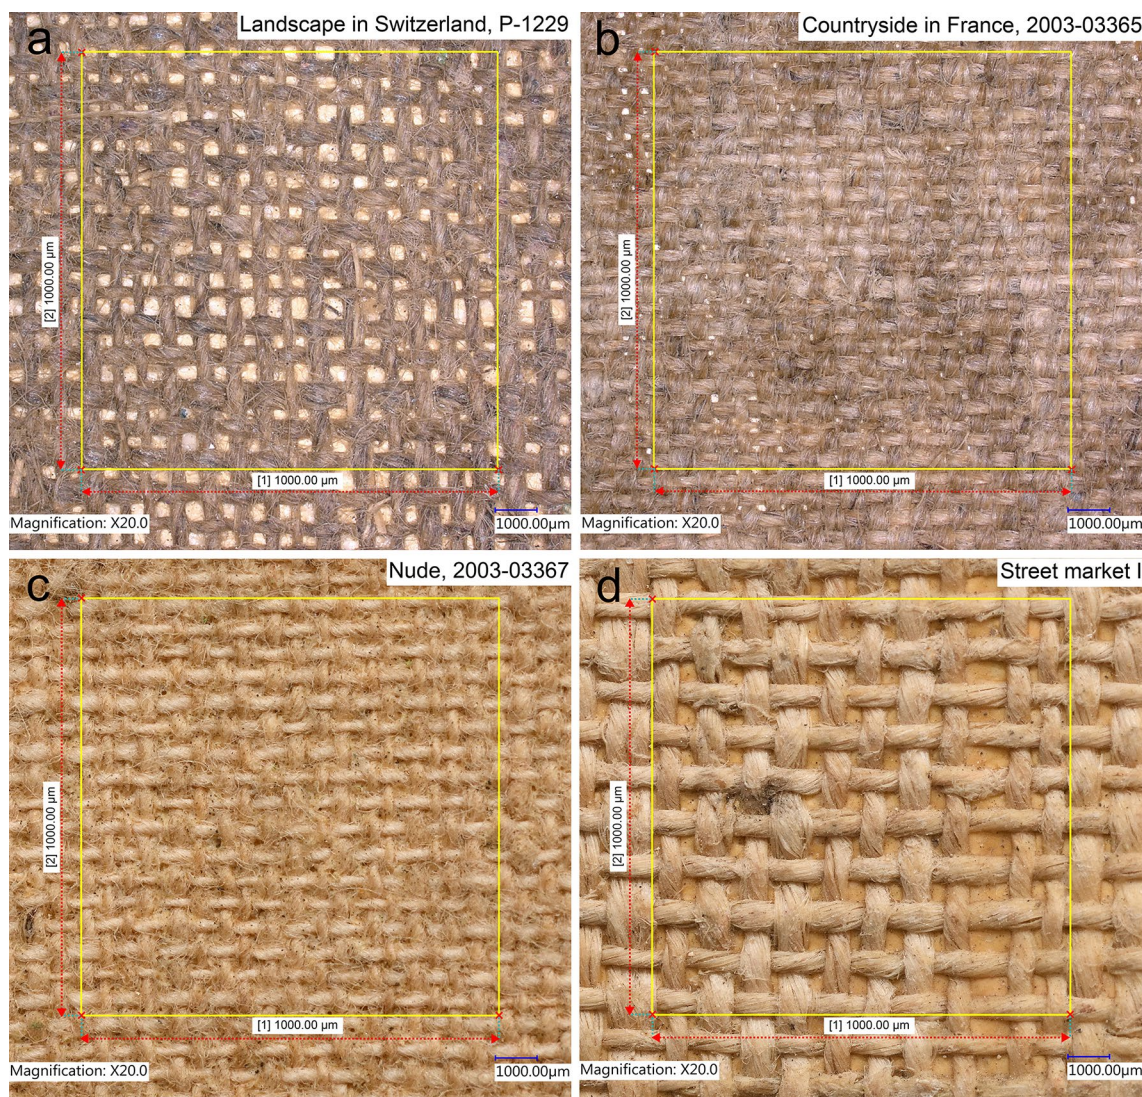 a
Landscape in Switzerland, P-1229
[2] 1000.00 µm
[1] 1000.00 µm
Magnification: X20.0
1000.00µm
b
Countryside in France, 2003-03365
[2] 1000.00 µm
[1] 1000.00 µm
Magnification: X20.0
1000.00µm
c
Nude, 2003-03367
[2] 1000.00 µm
[1] 1000.00 µm
Magnification: X20.0
1000.00µm
d
Street market I
[2] 1000.00 µm
[1] 1000.00 µm
Magnification: X20.0
1000.00µm